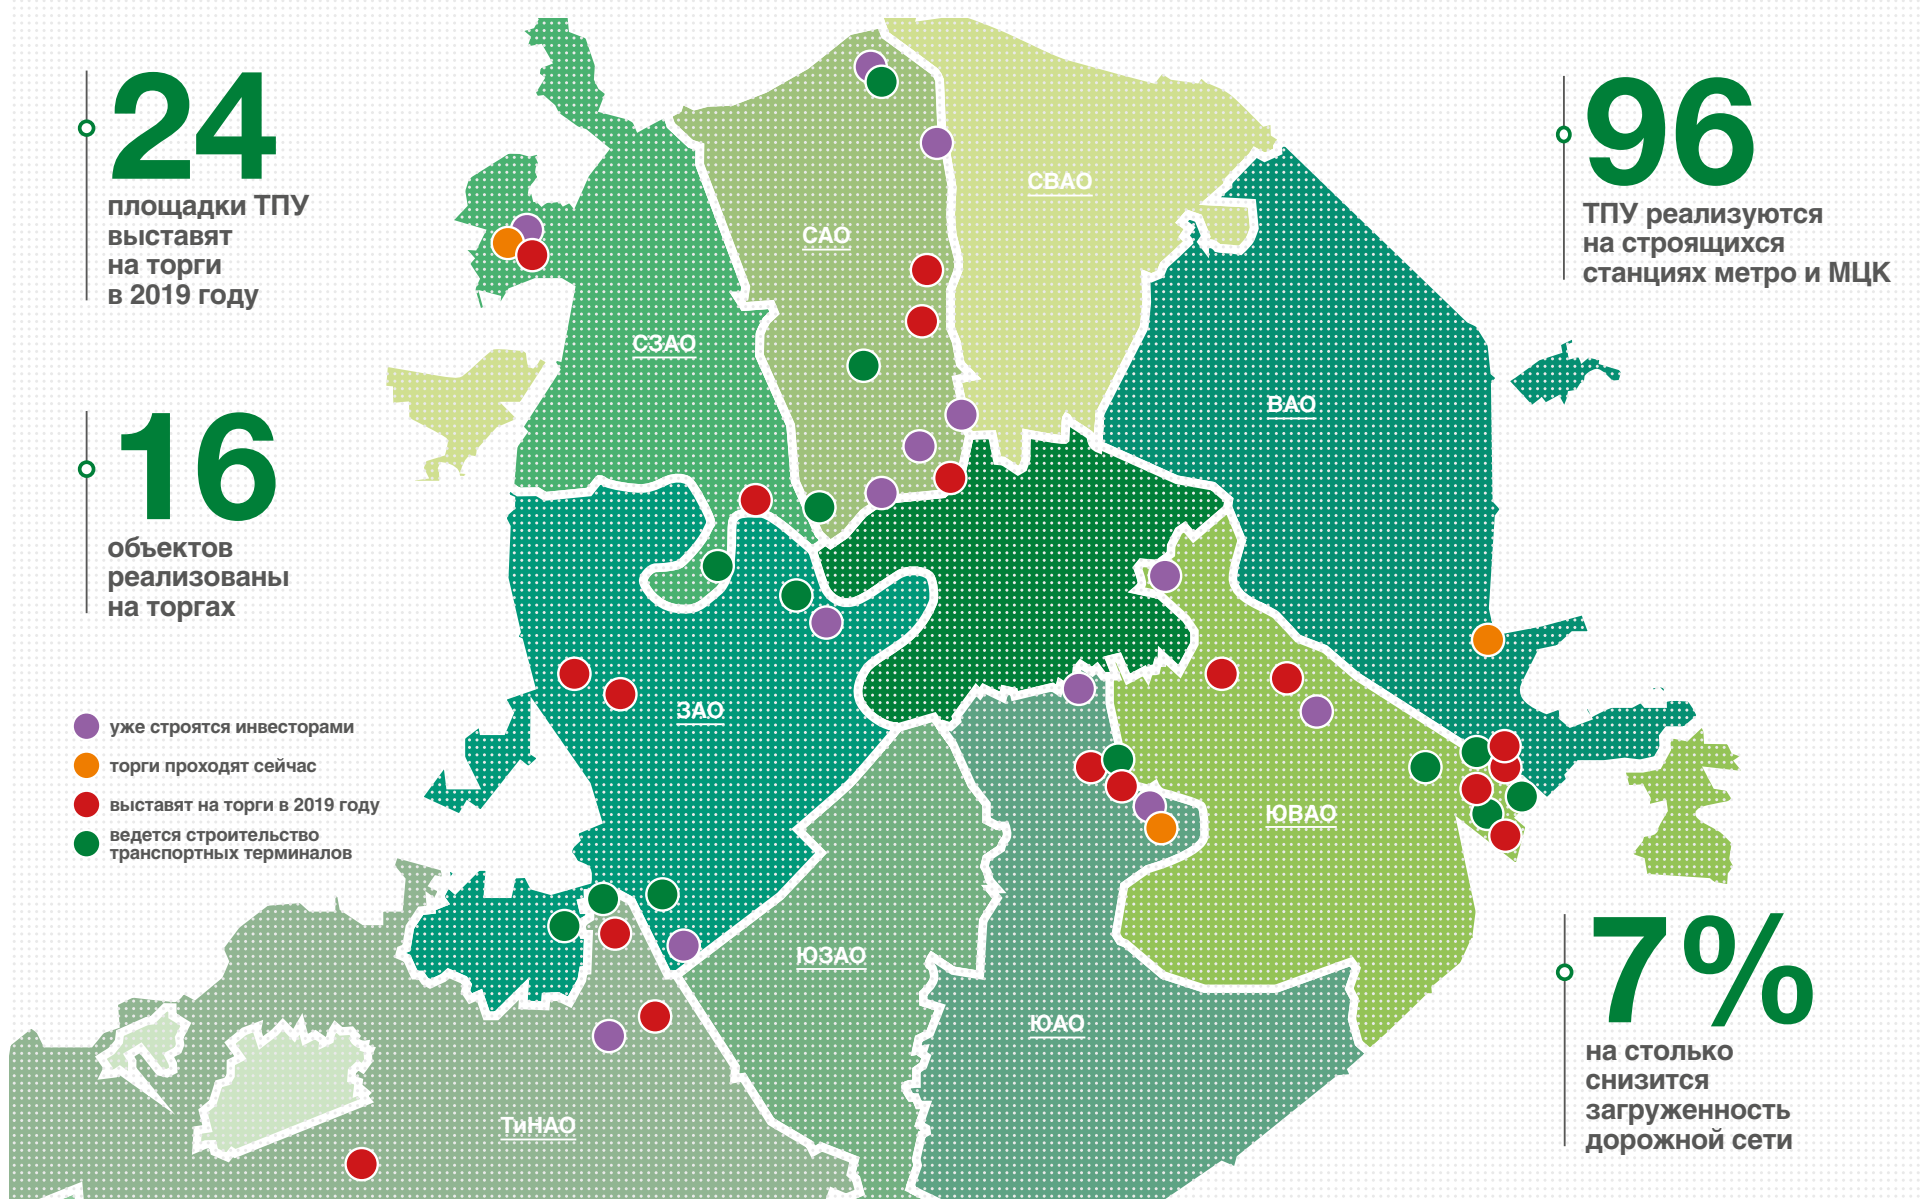 24
площадки ТПУ
выставят
на торги
в 2019 году
96
ТПУ реализуются
на строящихся
станциях метро и МЦК
16
объектов
реализованы
на торгах
уже строятся инвесторами
торги проходят сейчас
выставят на торги в 2019 году
ведется строительство
транспортных терминалов
СВАО
САО
СЗАО
ВАО
ЗАО
ЮВАО
ЮЗАО
ЮАО
ТиНАО
7%
на столько
снизится
загруженность
дорожной сети